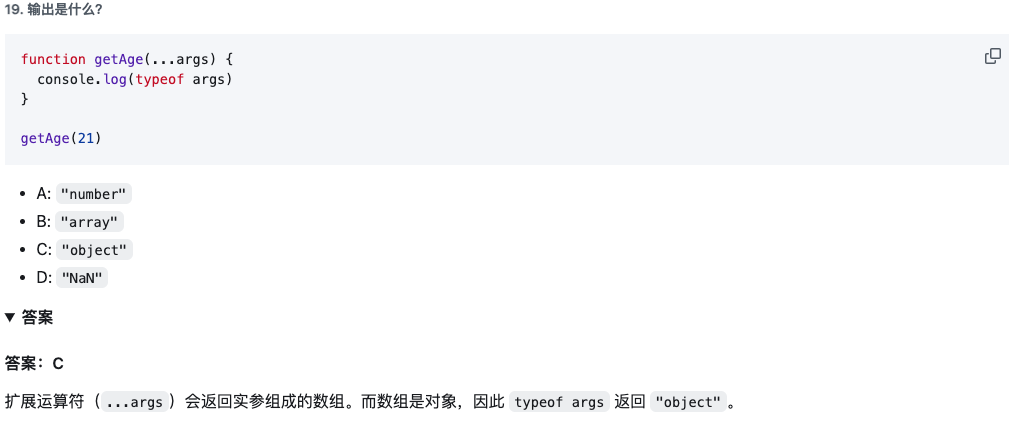 19. 输出是什么?
function getAge(...args) {
  console.log(typeof args)
}
getAge(21)
• A: "number"
• B: "array"
• C: "object"
• D: "NaN"
▼ 答案
答案：C
扩展运算符（...args）会返回实参组成的数组。而数组是对象，因此 typeof args 返回 "object"。